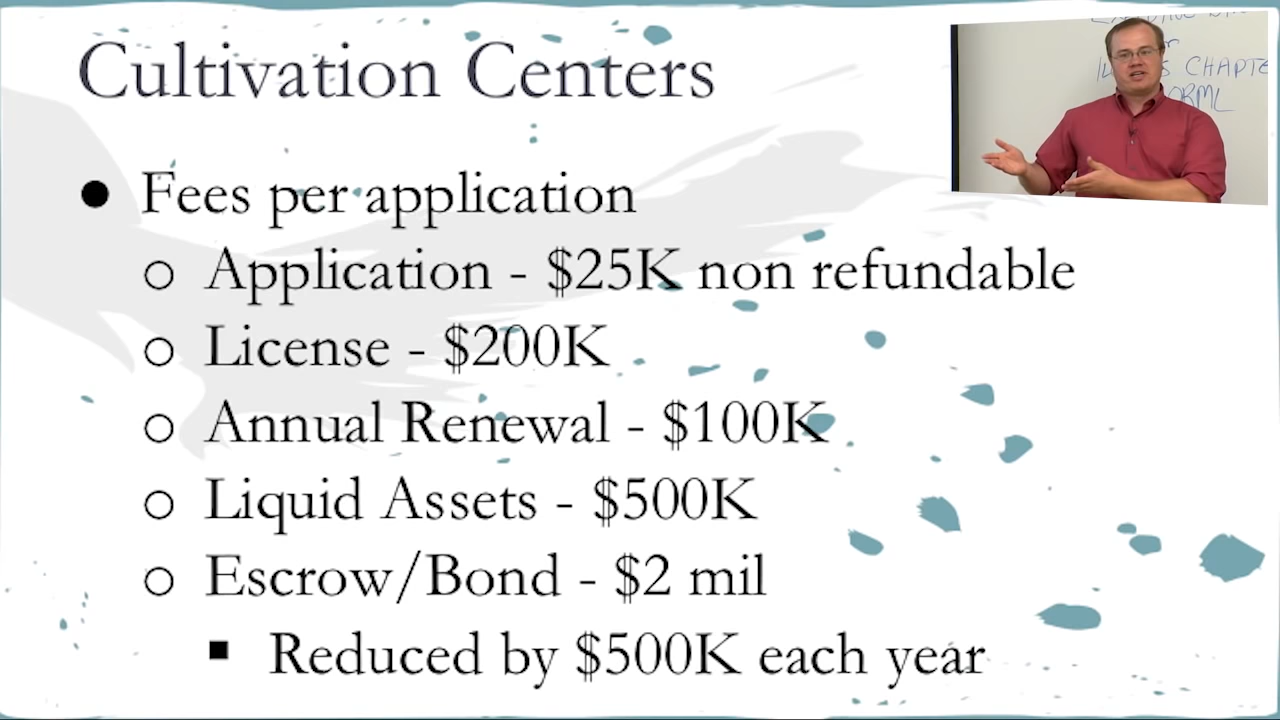 Cultivation Centers
● Fees per application
○ Application - $25K non refundable
○ License - $200K
○ Annual Renewal - $100K
○ Liquid Assets - $500K
○ Escrow/Bond - $2 mil
▪ Reduced by $500K each year